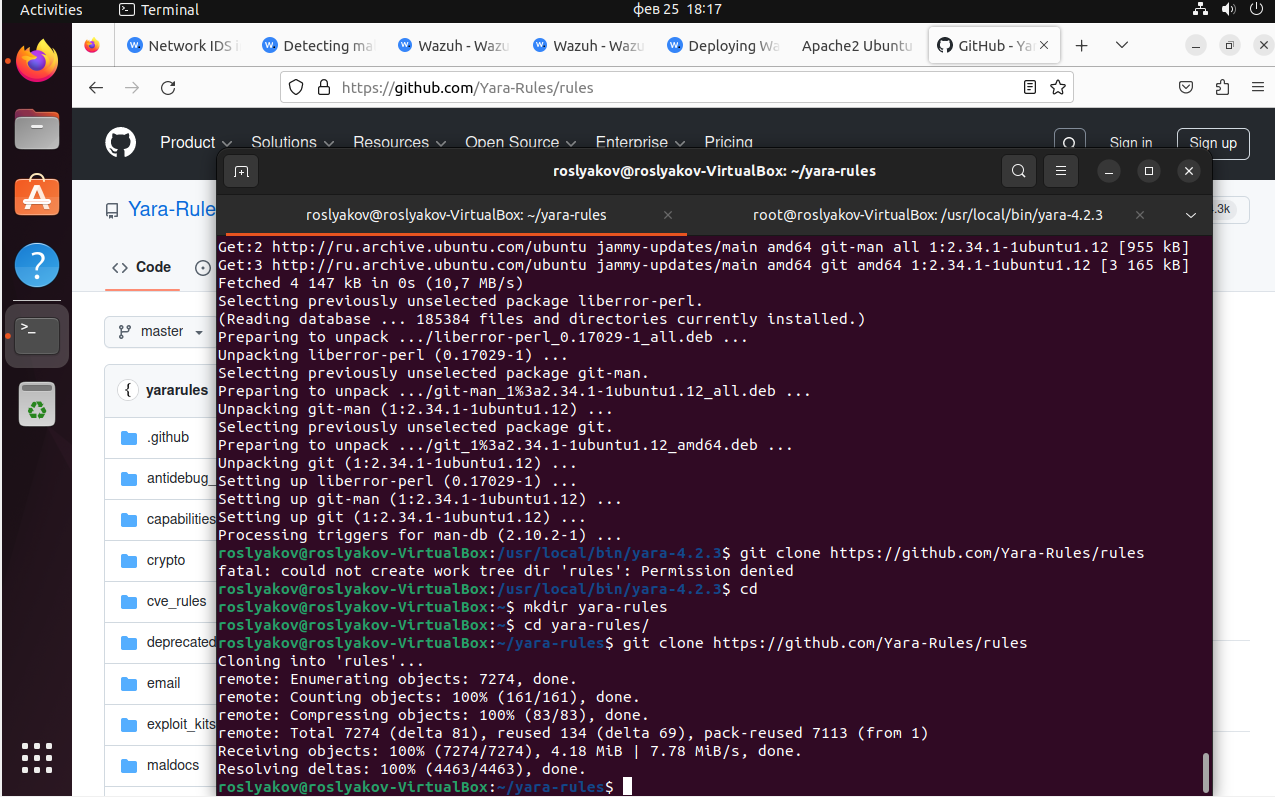 Activities
Terminal
фев 25 18:17
Network IDS i
Detecting ma
Wazuh - Wazu
Wazuh - Wazu
Deploying Wa
Apache2 Ubuntu
GitHub - Ya
https://github.com/Yara-Rules/rules
Product
Solutions
Resources
Open Source
Enterprise
Pricing
Sign in
Sign up
roslyakov@roslyakov-VirtualBox: ~/yara-rules
Yara-Rule
roslyakov@roslyakov-VirtualBox: ~/yara-rules
root@roslyakov-VirtualBox: /usr/local/bin/yara-4.2.3
.3k
Code
master
yararules
.github
antidebug_
capabilities
crypto
cve_rules
deprecated
email
exploit_kits
maldocs
Get:2 http://ru.archive.ubuntu.com/ubuntu jammy-updates/main amd64 git-man all 1:2.34.1-1ubuntu1.12 [955 kB]
Get:3 http://ru.archive.ubuntu.com/ubuntu jammy-updates/main amd64 git amd64 1:2.34.1-1ubuntu1.12 [3 165 kB]
Fetched 4 147 kB in 0s (10,7 MB/s)
Selecting previously unselected package liberror-perl.
(Reading database ... 185384 files and directories currently installed.)
Preparing to unpack .../liberror-perl_0.17029-1_all.deb ...
Unpacking liberror-perl (0.17029-1) ...
Selecting previously unselected package git-man.
Preparing to unpack .../git-man_1%3a2.34.1-1ubuntu1.12_all.deb ...
Unpacking git-man (1:2.34.1-1ubuntu1.12) ...
Selecting previously unselected package git.
Preparing to unpack .../git_1%3a2.34.1-1ubuntu1.12_amd64.deb ...
Unpacking git (1:2.34.1-1ubuntu1.12) ...
Setting up liberror-perl (0.17029-1) ...
Setting up git-man (1:2.34.1-1ubuntu1.12) ...
Setting up git (1:2.34.1-1ubuntu1.12) ...
Processing triggers for man-db (2.10.2-1) ...
roslyakov@roslyakov-VirtualBox:/usr/local/bin/yara-4.2.3$ git clone https://github.com/Yara-Rules/rules
fatal: could not create work tree dir 'rules': Permission denied
roslyakov@roslyakov-VirtualBox:/usr/local/bin/yara-4.2.3$ cd
roslyakov@roslyakov-VirtualBox:~$ mkdir yara-rules
roslyakov@roslyakov-VirtualBox:~$ cd yara-rules/
roslyakov@roslyakov-VirtualBox:~/yara-rules$ git clone https://github.com/Yara-Rules/rules
Cloning into 'rules'...
remote: Enumerating objects: 7274, done.
remote: Counting objects: 100% (161/161), done.
remote: Compressing objects: 100% (83/83), done.
remote: Total 7274 (delta 81), reused 134 (delta 69), pack-reused 7113 (from 1)
Receiving objects: 100% (7274/7274), 4.18 MiB | 7.78 MiB/s, done.
Resolving deltas: 100% (4463/4463), done.
roslyakov@roslyakov-VirtualBox:~/yara-rules$